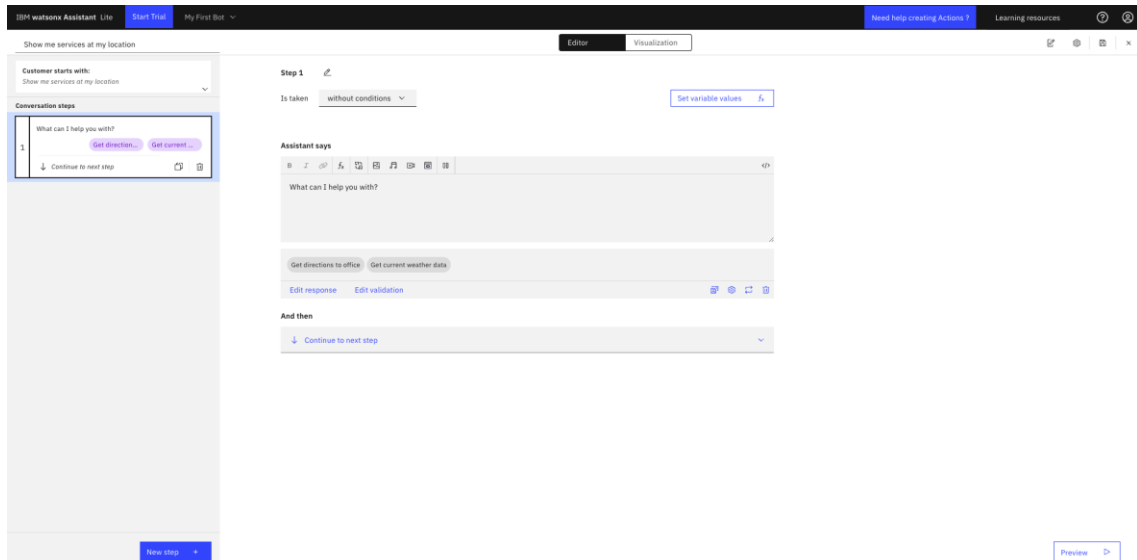 IBM watsonx Assistant Lite Start Trial My First Bot Need help creating Actions ? Learning resources
Show me services at my location Editor Visualization
Customer starts with:
Show me services at my location
Conversation steps
1
What can I help you with?
Get direction... Get current ...
Continue to next step
Step 1
Is taken without conditions Set variable values fx
Assistant says
B I fx </>
What can I help you with?
Get directions to office Get current weather data
Edit response Edit validation
And then
Continue to next step
New step +
Preview